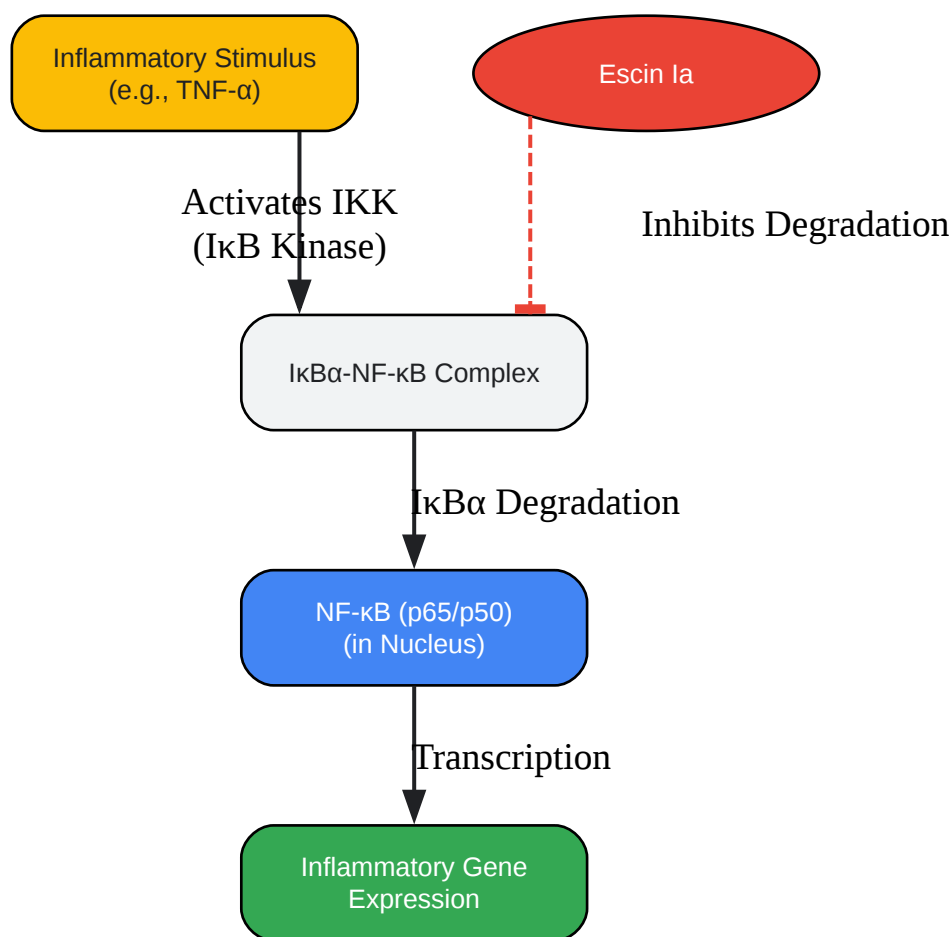 Inflammatory Stimulus
(e.g., TNF-α)
Escin Ia
Activates IKK
(IκB Kinase)
Inhibits Degradation
IκBα-NF-κB Complex
IκBα Degradation
NF-κB (p65/p50)
(in Nucleus)
Transcription
Inflammatory Gene
Expression